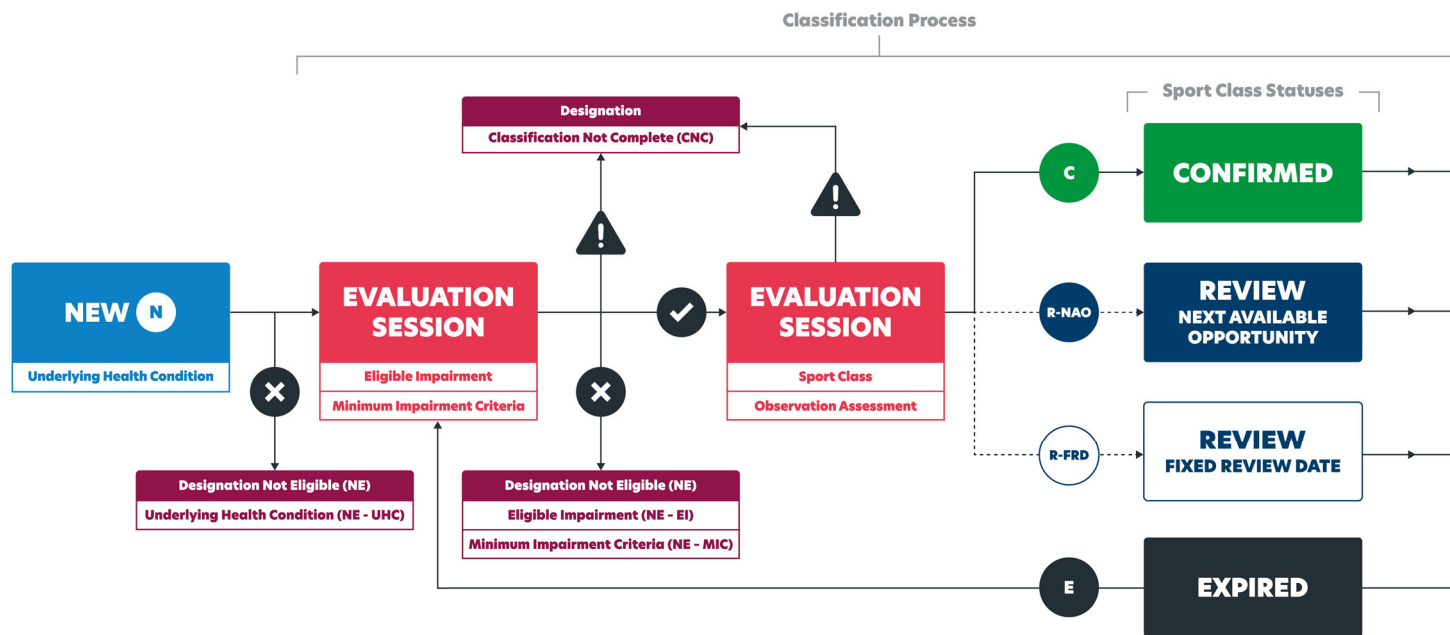 Classification Process
Sport Class Statuses
Designation
Classification Not Complete (CNC)
C
CONFIRMED
NEW N
Underlying Health Condition
EVALUATION
SESSION
Eligible Impairment
Minimum Impairment Criteria
EVALUATION
SESSION
Sport Class
Observation Assessment
R-NAO
REVIEW
NEXT AVAILABLE
OPPORTUNITY
R-FRD
REVIEW
FIXED REVIEW DATE
Designation Not Eligible (NE)
Underlying Health Condition (NE - UHC)
Designation Not Eligible (NE)
Eligible Impairment (NE – EI)
Minimum Impairment Criteria (NE – MIC)
E
EXPIRED